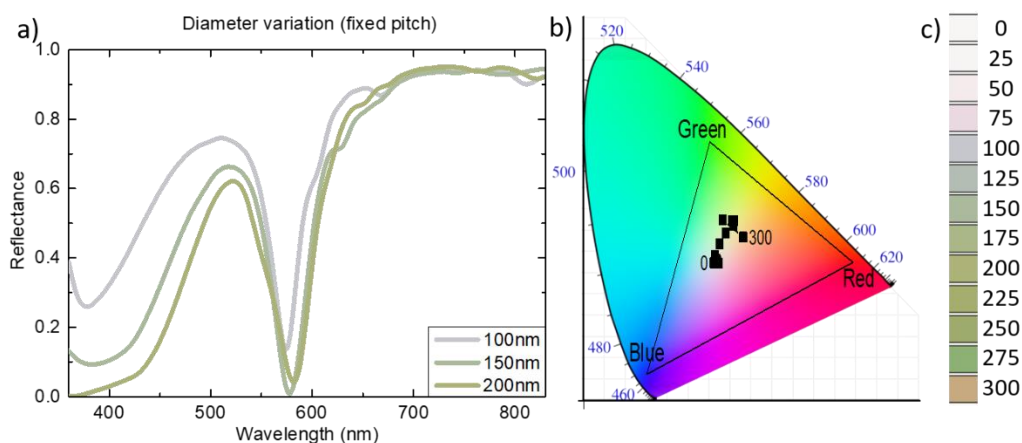 a)
Diameter variation (fixed pitch)
1.0
0.8
0.6
0.4
0.2
0.0
Reflectance
400 500 600 700 800
Wavelength (nm)
100nm
150nm
200nm
b)
520
540
560
580
600
620
500
480
460
Green
Red
Blue
0
300
c)
0
25
50
75
100
125
150
175
200
225
250
275
300